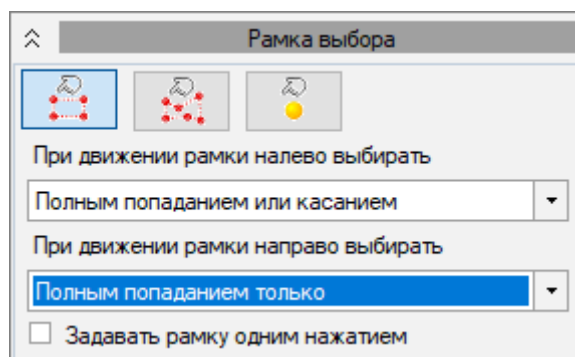 Рамка выбора
При движении рамки налево выбирать
Полным попаданием или касанием
При движении рамки направо выбирать
Полным попаданием только
Задавать рамку одним нажатием